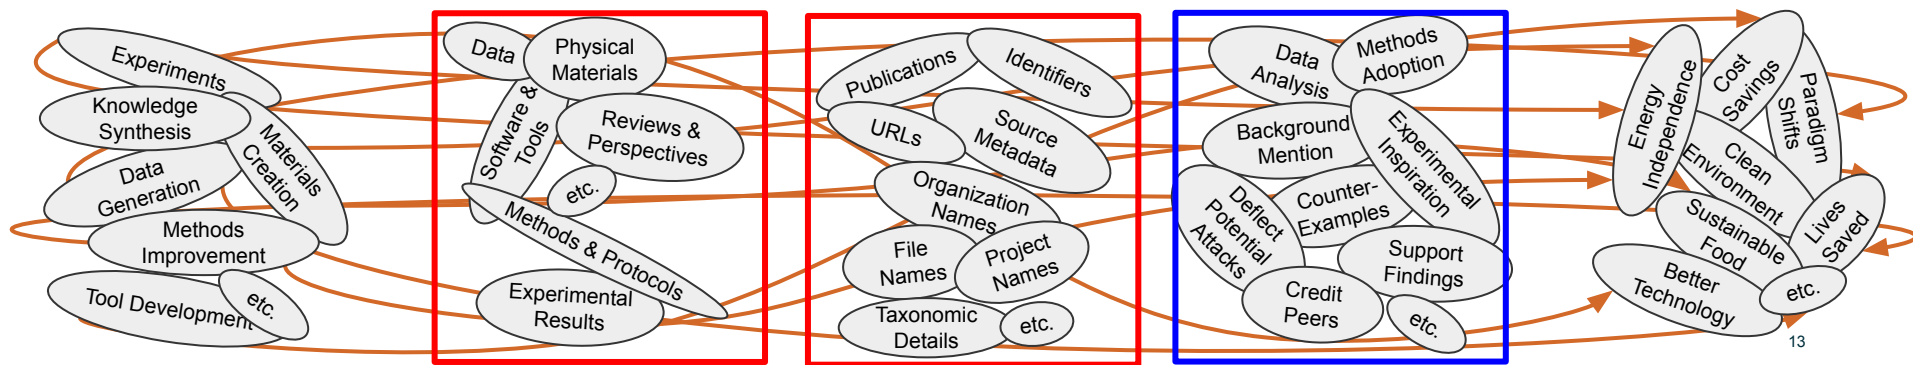 Experiments
Knowledge
Synthesis
Materials
Creation
Data
Generation
Methods
Improvement
Tool Development
etc.
Data
Physical
Materials
Software &
Tools
Reviews &
Perspectives
etc.
Methods & Protocols
Experimental
Results
Publications
Identifiers
URLs
Source
Metadata
Organization
Names
File
Names
Project
Names
Taxonomic
Details
etc.
Data
Analysis
Methods
Adoption
Background
Mention
Experimental
Inspiration
Counter-
Examples
Deflect
Potential
Attacks
Support
Findings
Credit
Peers
etc.
Energy
Independence
Cost
Savings
Paradigm
Shifts
Clean
Environment
Sustainable
Food
Lives
Saved
Better
Technology
etc.
13